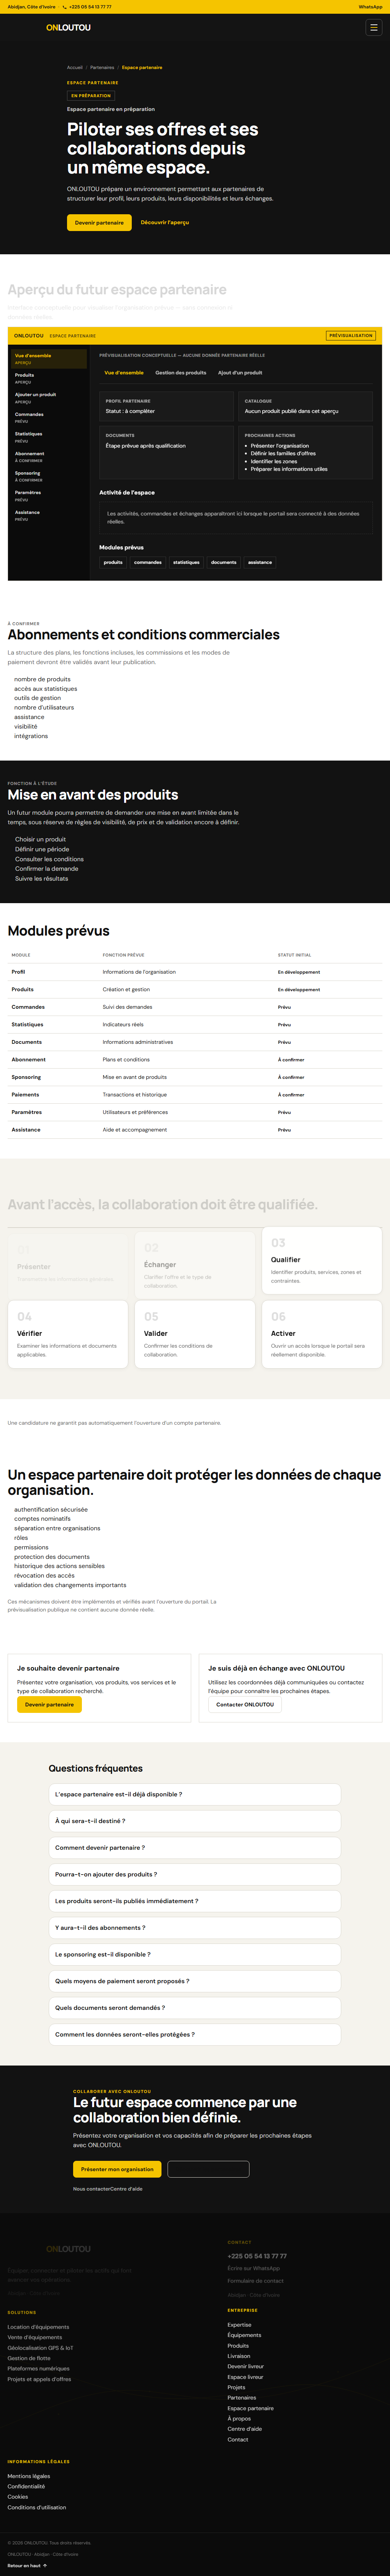 Abidjan, Côte d'Ivoire
+225 05 54 13 77 77
WhatsApp
ONLOUTOU
Accueil / Partenaires / Espace partenaire
ESPACE PARTENAIRE
EN PRÉPARATION
Espace partenaire en préparation
Piloter ses offres et ses
collaborations depuis
un même espace.
ONLOUTOU prépare un environnement permettant aux partenaires de
structurer leur profil, leurs produits, leurs disponibilités et leurs échanges.
Devenir partenaire
Découvrir l'aperçu
Aperçu du futur espace partenaire
ONLOUTOU ESPACE PARTENAIRE
PRÉVISUALISATION
Vue d'ensemble
APERÇU
Produits
APERÇU
Ajouter un produit
APERÇU
Commandes
PRÉVU
Statistiques
PRÉVU
Abonnement
À CONFIRMER
Sponsoring
À CONFIRMER
Paramètres
PRÉVU
Assistance
PRÉVU
PRÉVISUALISATION CONCEPTUELLE — AUCUNE DONNÉE PARTENAIRE RÉELLE
Vue d'ensemble
Gestion des produits
Ajout d'un produit
PROFIL PARTENAIRE
Statut : à compléter
CATALOGUE
Aucun produit publié dans cet aperçu
DOCUMENTS
Étape prévue après qualification
PROCHAINES ACTIONS
Présenter l'organisation
Définir les familles d'offres
Identifier les zones
Préparer les informations utiles
Activité de l'espace
Les activités, commandes et échanges apparaîtront ici lorsque le portail sera connecté à des données
réelles.
Modules prévus
produits
commandes
statistiques
documents
assistance
À CONFIRMER
Abonnements et conditions commerciales
La structure des plans, les fonctions incluses, les commissions et les modes de
paiement devront être validés avant leur publication.
nombre de produits
accès aux statistiques
outils de gestion
nombre d'utilisateurs
assistance
visibilité
intégrations
FONCTION À L'ÉTUDE
Mise en avant des produits
Un futur module pourra permettre de demander une mise en avant limitée dans le
temps, sous réserve de règles de visibilité, de prix et de validation encore à définir.
Choisir un produit
Définir une période
Consulter les conditions
Confirmer la demande
Suivre les résultats
Modules prévus
MODULE
FONCTION PRÉVUE
STATUT INITIAL
Profil
Informations de l'organisation
En développement
Produits
Création et gestion
En développement
Commandes
Suivi des demandes
Prévu
Statistiques
Indicateurs réels
Prévu
Documents
Informations administratives
Prévu
Abonnement
Plans et conditions
À confirmer
Sponsoring
Mise en avant de produits
À confirmer
Paiements
Transactions et historique
À confirmer
Paramètres
Utilisateurs et préférences
Prévu
Assistance
Aide et accompagnement
Prévu
Avant l'accès, la collaboration doit être qualifiée.
01
Présenter
02
Échanger
Clarifier l'offre et le type de
collaboration.
03
Qualifier
Identifier produits, services, zones et
contraintes.
04
Vérifier
Examiner les informations et documents
applicables.
05
Valider
Confirmer les conditions de
collaboration.
06
Activer
Ouvrir un accès lorsque le portail sera
réellement disponible.
Une candidature ne garantit pas automatiquement l'ouverture d'un compte partenaire.
Un espace partenaire doit protéger les données de chaque
organisation.
authentification sécurisée
comptes nominatifs
séparation entre organisations
rôles
permissions
protection des documents
historique des actions sensibles
révocation des accès
validation des changements importants
Ces mécanismes doivent être implémentés et vérifiés avant l'ouverture du portail. La
prévisualisation publique ne contient aucune donnée réelle.
Je souhaite devenir partenaire
Présentez votre organisation, vos produits, vos services et le
type de collaboration recherché.
Devenir partenaire
Je suis déjà en échange avec ONLOUTOU
Utilisez les coordonnées déjà communiquées ou contactez
l'équipe pour connaître les prochaines étapes.
Contacter ONLOUTOU
Questions fréquentes
L'espace partenaire est-il déjà disponible ?
À qui sera-t-il destiné ?
Comment devenir partenaire ?
Pourra-t-on ajouter des produits ?
Les produits seront-ils publiés immédiatement ?
Y aura-t-il des abonnements ?
Le sponsoring est-il disponible ?
Quels moyens de paiement seront proposés ?
Quels documents seront demandés ?
Comment les données seront-elles protégées ?
COLLABORER AVEC ONLOUTOU
Le futur espace commence par une
collaboration bien définie.
Présentez votre organisation et vos capacités afin de préparer les prochaines étapes
avec ONLOUTOU.
Présenter mon organisation
Nous contacterCentre d'aide
ONLOUTOU
CONTACT
+225 05 54 13 77 77
Écrire sur WhatsApp
Formulaire de contact
Abidjan · Côte d'Ivoire
SOLUTIONS
Location d'équipements
Vente d'équipements
Géolocalisation GPS & IoT
Gestion de flotte
Plateformes numériques
Projets et appels d'offres
ENTREPRISE
Expertise
Équipements
Produits
Livraison
Devenir livreur
Espace livreur
Projets
Partenaires
Espace partenaire
À propos
Centre d'aide
Contact
INFORMATIONS LÉGALES
Mentions légales
Confidentialité
Cookies
Conditions d'utilisation
© 2026 ONLOUTOU. Tous droits réservés.
ONLOUTOU · Abidjan · Côte d'Ivoire
Retour en haut ↑